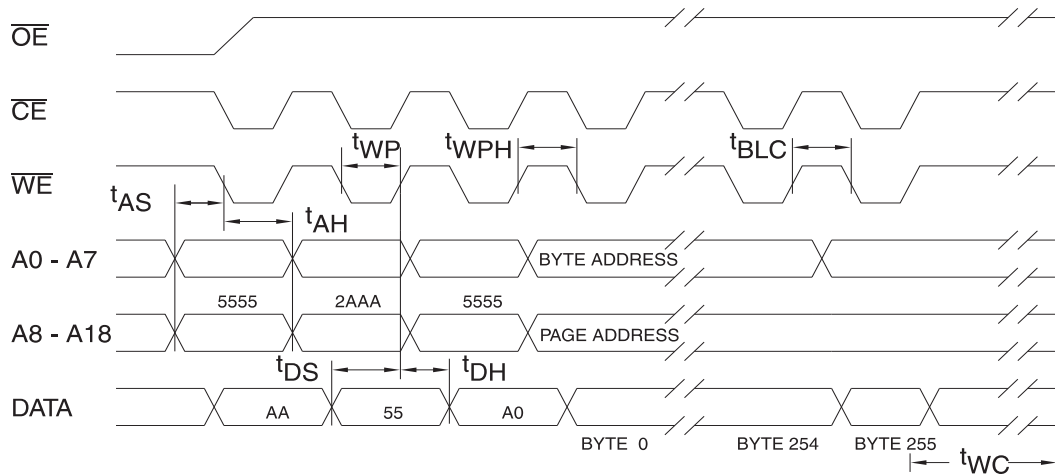 OE
CE
tWP
tWPH
tBLC
WE
tAS
tAH
A0 - A7
BYTE ADDRESS
5555
2AAA
5555
A8 - A18
PAGE ADDRESS
tDS
tDH
DATA
AA
55
A0
BYTE 0
BYTE 254
BYTE 255
tWC